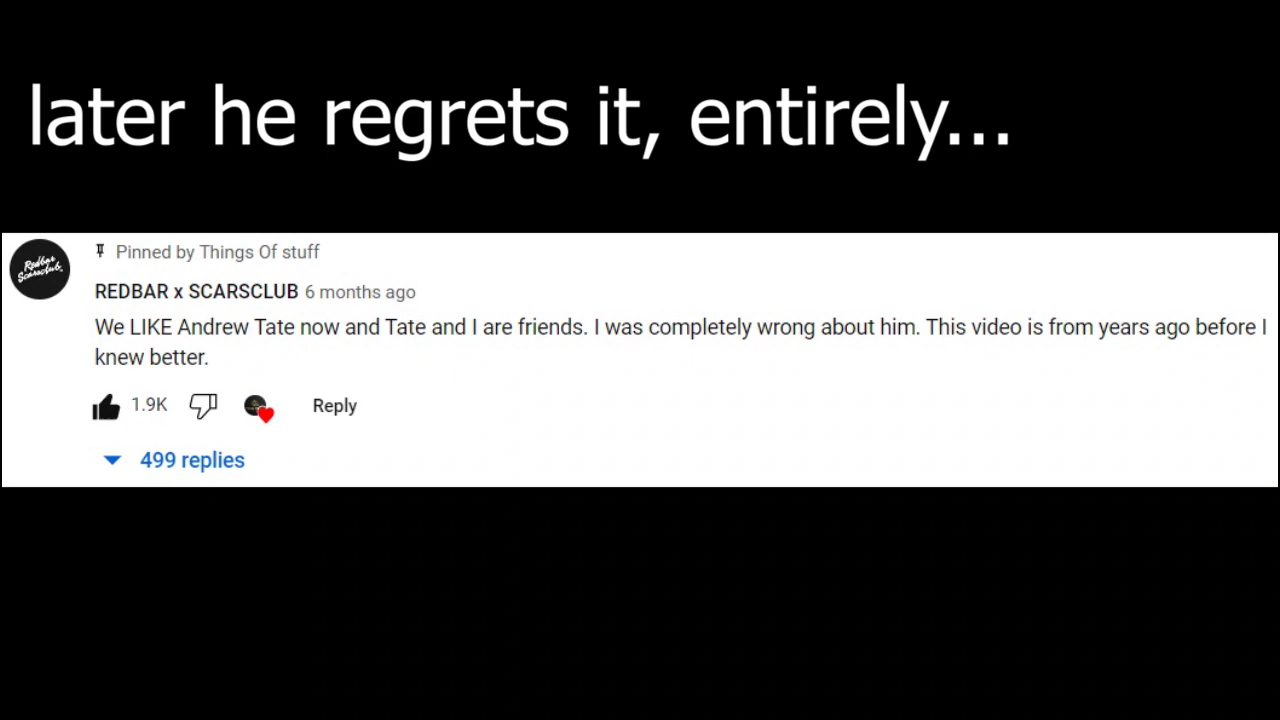 later he regrets it, entirely...
Redbar
Scarsclub.
Pinned by Things Of stuff
REDBAR x SCARSCLUB 6 months ago
We LIKE Andrew Tate now and Tate and I are friends. I was completely wrong about him. This video is from years ago before I
knew better.
1.9K Reply
499 replies